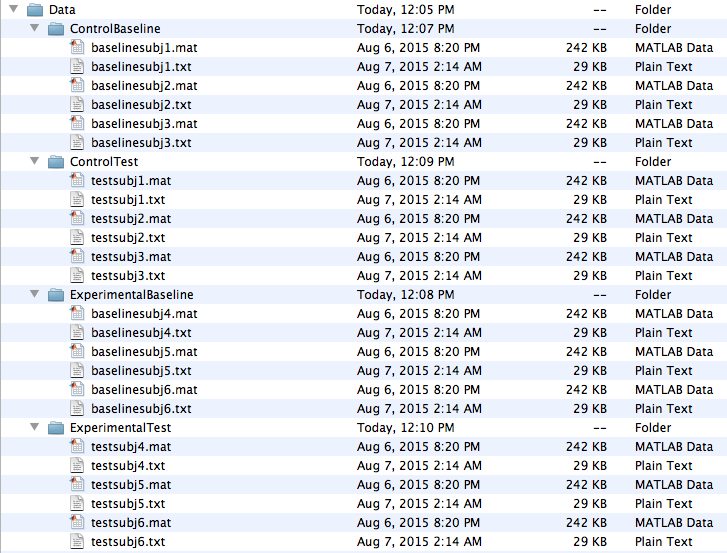 Data Today, 12:05 PM -- Folder
ControlBaseline Today, 12:07 PM -- Folder
baselinesubj1.mat Aug 6, 2015 8:20 PM 242 KB MATLAB Data
baselinesubj1.txt Aug 7, 2015 2:14 AM 29 KB Plain Text
baselinesubj2.mat Aug 6, 2015 8:20 PM 242 KB MATLAB Data
baselinesubj2.txt Aug 7, 2015 2:14 AM 29 KB Plain Text
baselinesubj3.mat Aug 6, 2015 8:20 PM 242 KB MATLAB Data
baselinesubj3.txt Aug 7, 2015 2:14 AM 29 KB Plain Text
ControlTest Today, 12:09 PM -- Folder
testsubj1.mat Aug 6, 2015 8:20 PM 242 KB MATLAB Data
testsubj1.txt Aug 7, 2015 2:14 AM 29 KB Plain Text
testsubj2.mat Aug 6, 2015 8:20 PM 242 KB MATLAB Data
testsubj2.txt Aug 7, 2015 2:14 AM 29 KB Plain Text
testsubj3.mat Aug 6, 2015 8:20 PM 242 KB MATLAB Data
testsubj3.txt Aug 7, 2015 2:14 AM 29 KB Plain Text
ExperimentalBaseline Today, 12:08 PM -- Folder
baselinesubj4.mat Aug 6, 2015 8:20 PM 242 KB MATLAB Data
baselinesubj4.txt Aug 7, 2015 2:14 AM 29 KB Plain Text
baselinesubj5.mat Aug 6, 2015 8:20 PM 242 KB MATLAB Data
baselinesubj5.txt Aug 7, 2015 2:14 AM 29 KB Plain Text
baselinesubj6.mat Aug 6, 2015 8:20 PM 242 KB MATLAB Data
baselinesubj6.txt Aug 7, 2015 2:14 AM 29 KB Plain Text
ExperimentalTest Today, 12:10 PM -- Folder
testsubj4.mat Aug 6, 2015 8:20 PM 242 KB MATLAB Data
testsubj4.txt Aug 7, 2015 2:14 AM 29 KB Plain Text
testsubj5.mat Aug 6, 2015 8:20 PM 242 KB MATLAB Data
testsubj5.txt Aug 7, 2015 2:14 AM 29 KB Plain Text
testsubj6.mat Aug 6, 2015 8:20 PM 242 KB MATLAB Data
testsubj6.txt Aug 7, 2015 2:14 AM 29 KB Plain Text